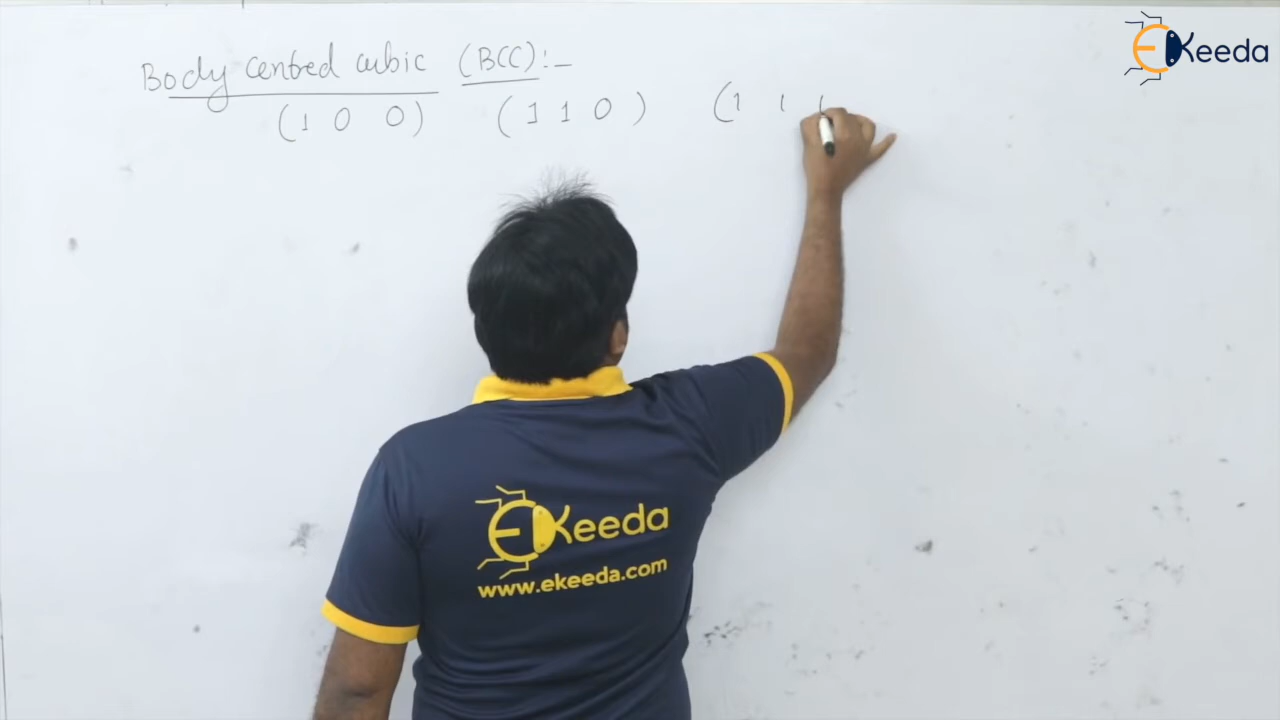 Body centred cubic (BCC):-
(1 0 0) (1 1 0) (1 1 1
EKeeda
EKeeda
www.ekeeda.com